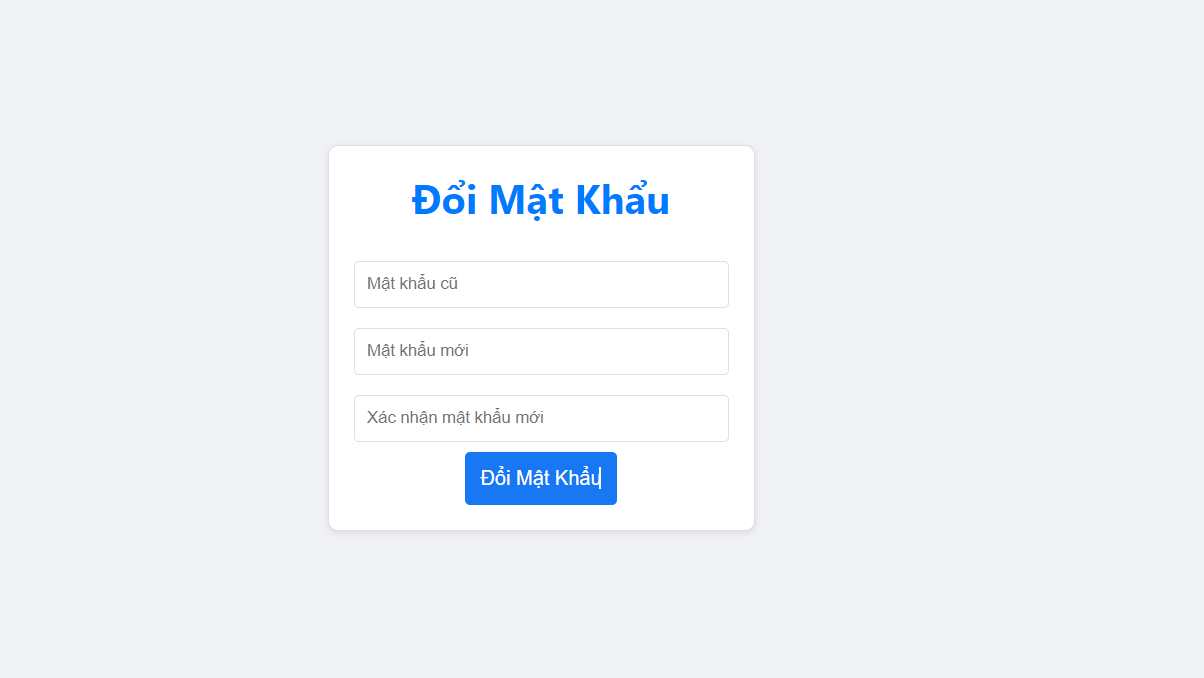 Đổi Mật Khẩu
Mật khẩu cũ
Mật khẩu mới
Xác nhận mật khẩu mới
Đổi Mật Khẩu